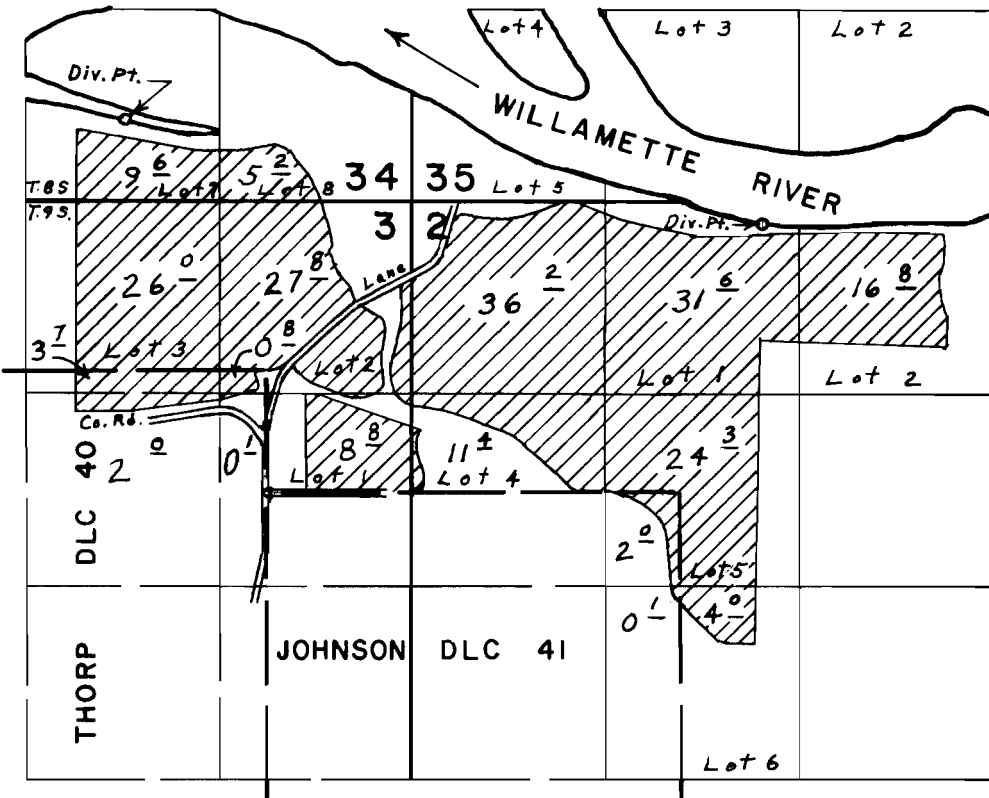 Lot 4 Lot 3 Lot 2
Div. Pt.
WILLAMETTE RIVER
9 6 5 2 34 35 Lot 5
T.8S Lot 7 Lot 8
T.9S. 3 2 Div. Pt.
26 0 27 8 Lane 36 2 31 6 16 8
3 7 Lot 3 0 8 Lot 2 Lot 1 Lot 2
Co. Rd.
2 0 0 1 8 8 11 4 24 3
Lot 1 Lot 4
THORP DLC 40
2 0 Lot 5
0 1 4 0
JOHNSON DLC 41
Lot 6